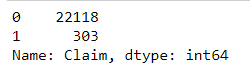 0    22118
1      303
Name: Claim, dtype: int64